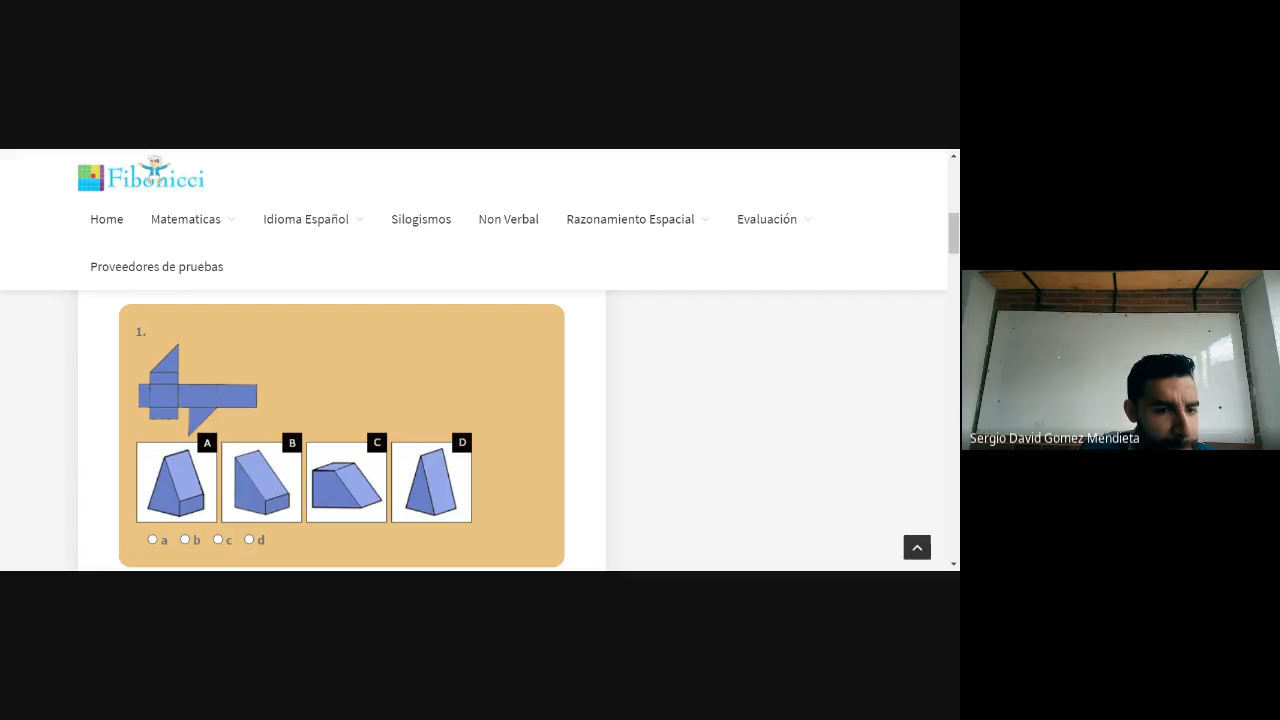 Fibonicci
Home Matematicas Idioma Español Silogismos Non Verbal Razonamiento Espacial Evaluación
Proveedores de pruebas
1.
A B C D
a b c d
Sergio David Gomez Mendieta